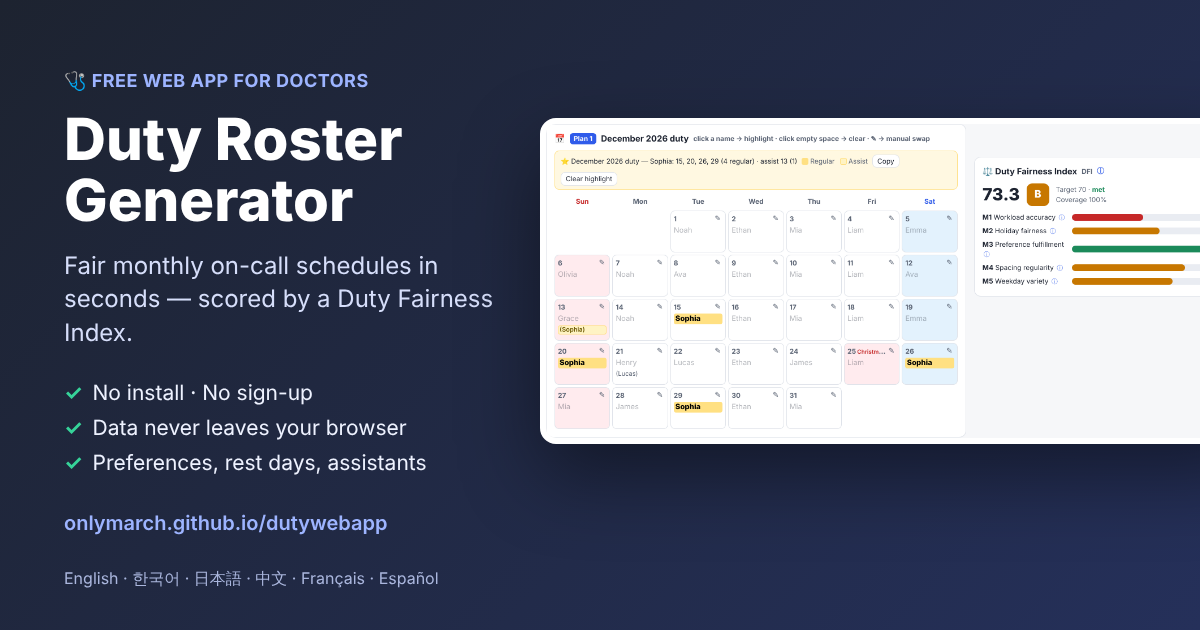 🩺 FREE WEB APP FOR DOCTORS
Duty Roster
Generator
Fair monthly on-call schedules in
seconds — scored by a Duty Fairness
Index.
✓ No install · No sign-up
✓ Data never leaves your browser
✓ Preferences, rest days, assistants
onlymarch.github.io/dutywebapp
English · 한국어 · 日本語 · 中文 · Français · Español
📅 Plan 1 December 2026 duty click a name → highlight · click empty space → clear · ✎ → manual swap
⭐ December 2026 duty — Sophia: 15, 20, 26, 29 (4 regular) · assist 13 (1) Regular Assist Copy
Clear highlight
Sun Mon Tue Wed Thu Fri Sat
1 ✎ 2 ✎ 3 ✎ 4 ✎ 5 ✎
Noah Ethan Mia Liam Emma
6 ✎ 7 ✎ 8 ✎ 9 ✎ 10 ✎ 11 ✎ 12 ✎
Olivia Noah Ava Ethan Mia Liam Ava
13 ✎ 14 ✎ 15 ✎ 16 ✎ 17 ✎ 18 ✎ 19 ✎
Grace Noah Sophia Ethan Mia Liam Emma
(Sophia)
20 ✎ 21 ✎ 22 ✎ 23 ✎ 24 ✎ 25 Christm... ✎ 26 ✎
Sophia Henry Lucas Ethan James Liam Sophia
(Lucas)
27 ✎ 28 ✎ 29 ✎ 30 ✎ 31 ✎
Mia James Sophia Ethan Mia
⚖️ Duty Fairness Index DFI ⓘ
73.3 B
Target 70 · met
Coverage 100%
M1 Workload accuracy ⓘ
M2 Holiday fairness ⓘ
M3 Preference fulfillment
ⓘ
M4 Spacing regularity ⓘ
M5 Weekday variety ⓘ